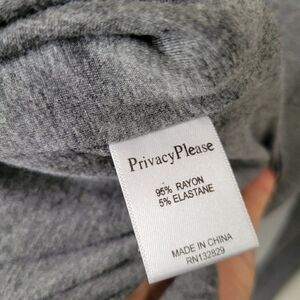 PrivacyPlease
95% RAYON
5% ELASTANE
MADE IN CHINA
RN132829